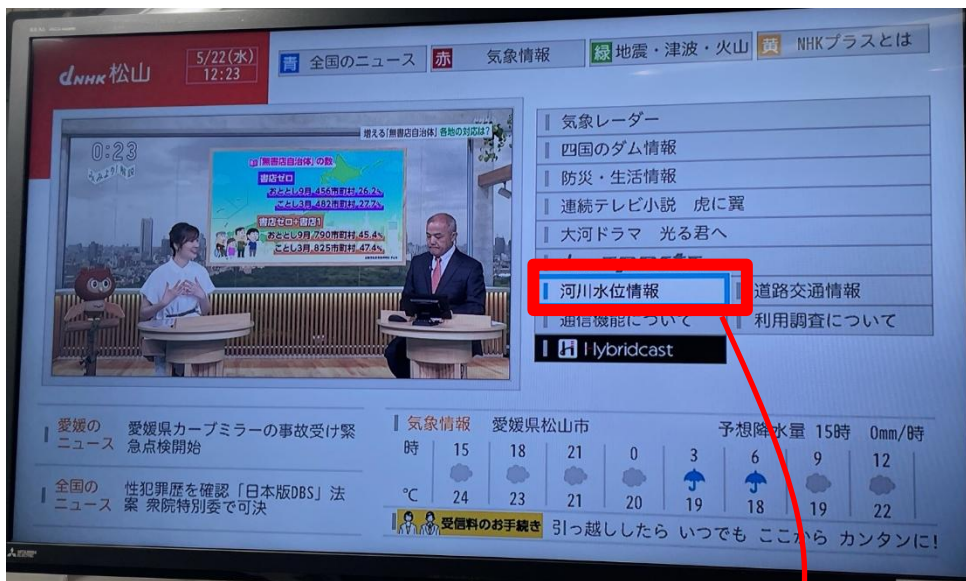 dNHK松山
5/22(水)
12:23
青 全国のニュース
赤 気象情報
緑 地震・津波・火山
黄 NHKプラスとは
0:23
増える「無書店自治体」各地の対応は?
「無書店自治体」の数
書店ゼロ
おととし9月 456市町村 26.2%
ことし3月 482市町村 27.7%
書店ゼロ+書店1
おととし9月 790市町村 45.4%
ことし3月 825市町村 47.4%
気象レーダー
四国のダム情報
防災・生活情報
連続テレビ小説 虎に翼
大河ドラマ 光る君へ
河川水位情報
道路交通情報
通信機能について
利用調査について
Hybridcast
愛媛のニュース
愛媛県カーブミラーの事故受け緊
急点検開始
全国のニュース
性犯罪歴を確認「日本版DBS」法
案 衆院特別委で可決
気象情報 愛媛県松山市 予想降水量 15時 0mm/時
時 15 18 21 0 3 6 9 12
℃ 24 23 21 20 19 18 19 22
受信料のお手続き 引っ越ししたら いつでも ここから カンタンに!